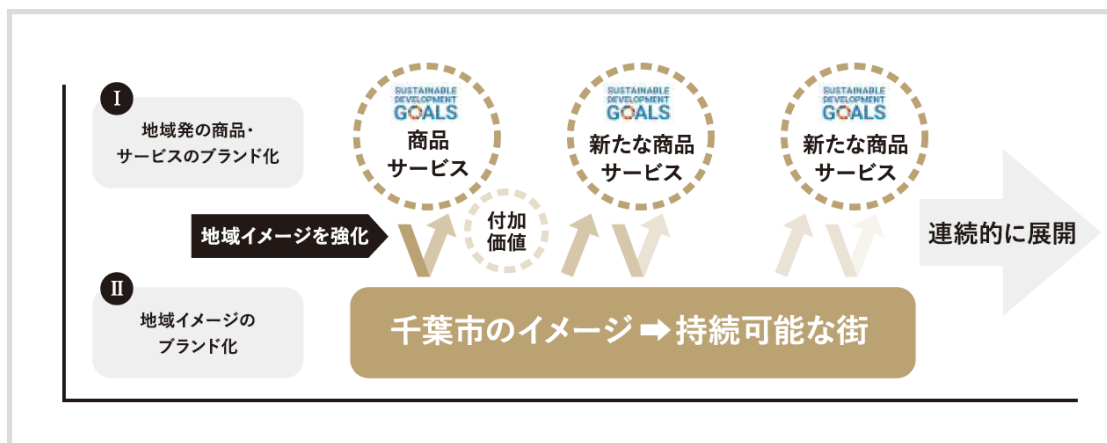 I
地域発の商品・
サービスのブランド化
SUSTAINABLE
DEVELOPMENT
GOALS
商品
サービス
SUSTAINABLE
DEVELOPMENT
GOALS
新たな商品
サービス
SUSTAINABLE
DEVELOPMENT
GOALS
新たな商品
サービス
地域イメージを強化
付加
価値
連続的に展開
II
地域イメージの
ブランド化
千葉市のイメージ➡持続可能な街